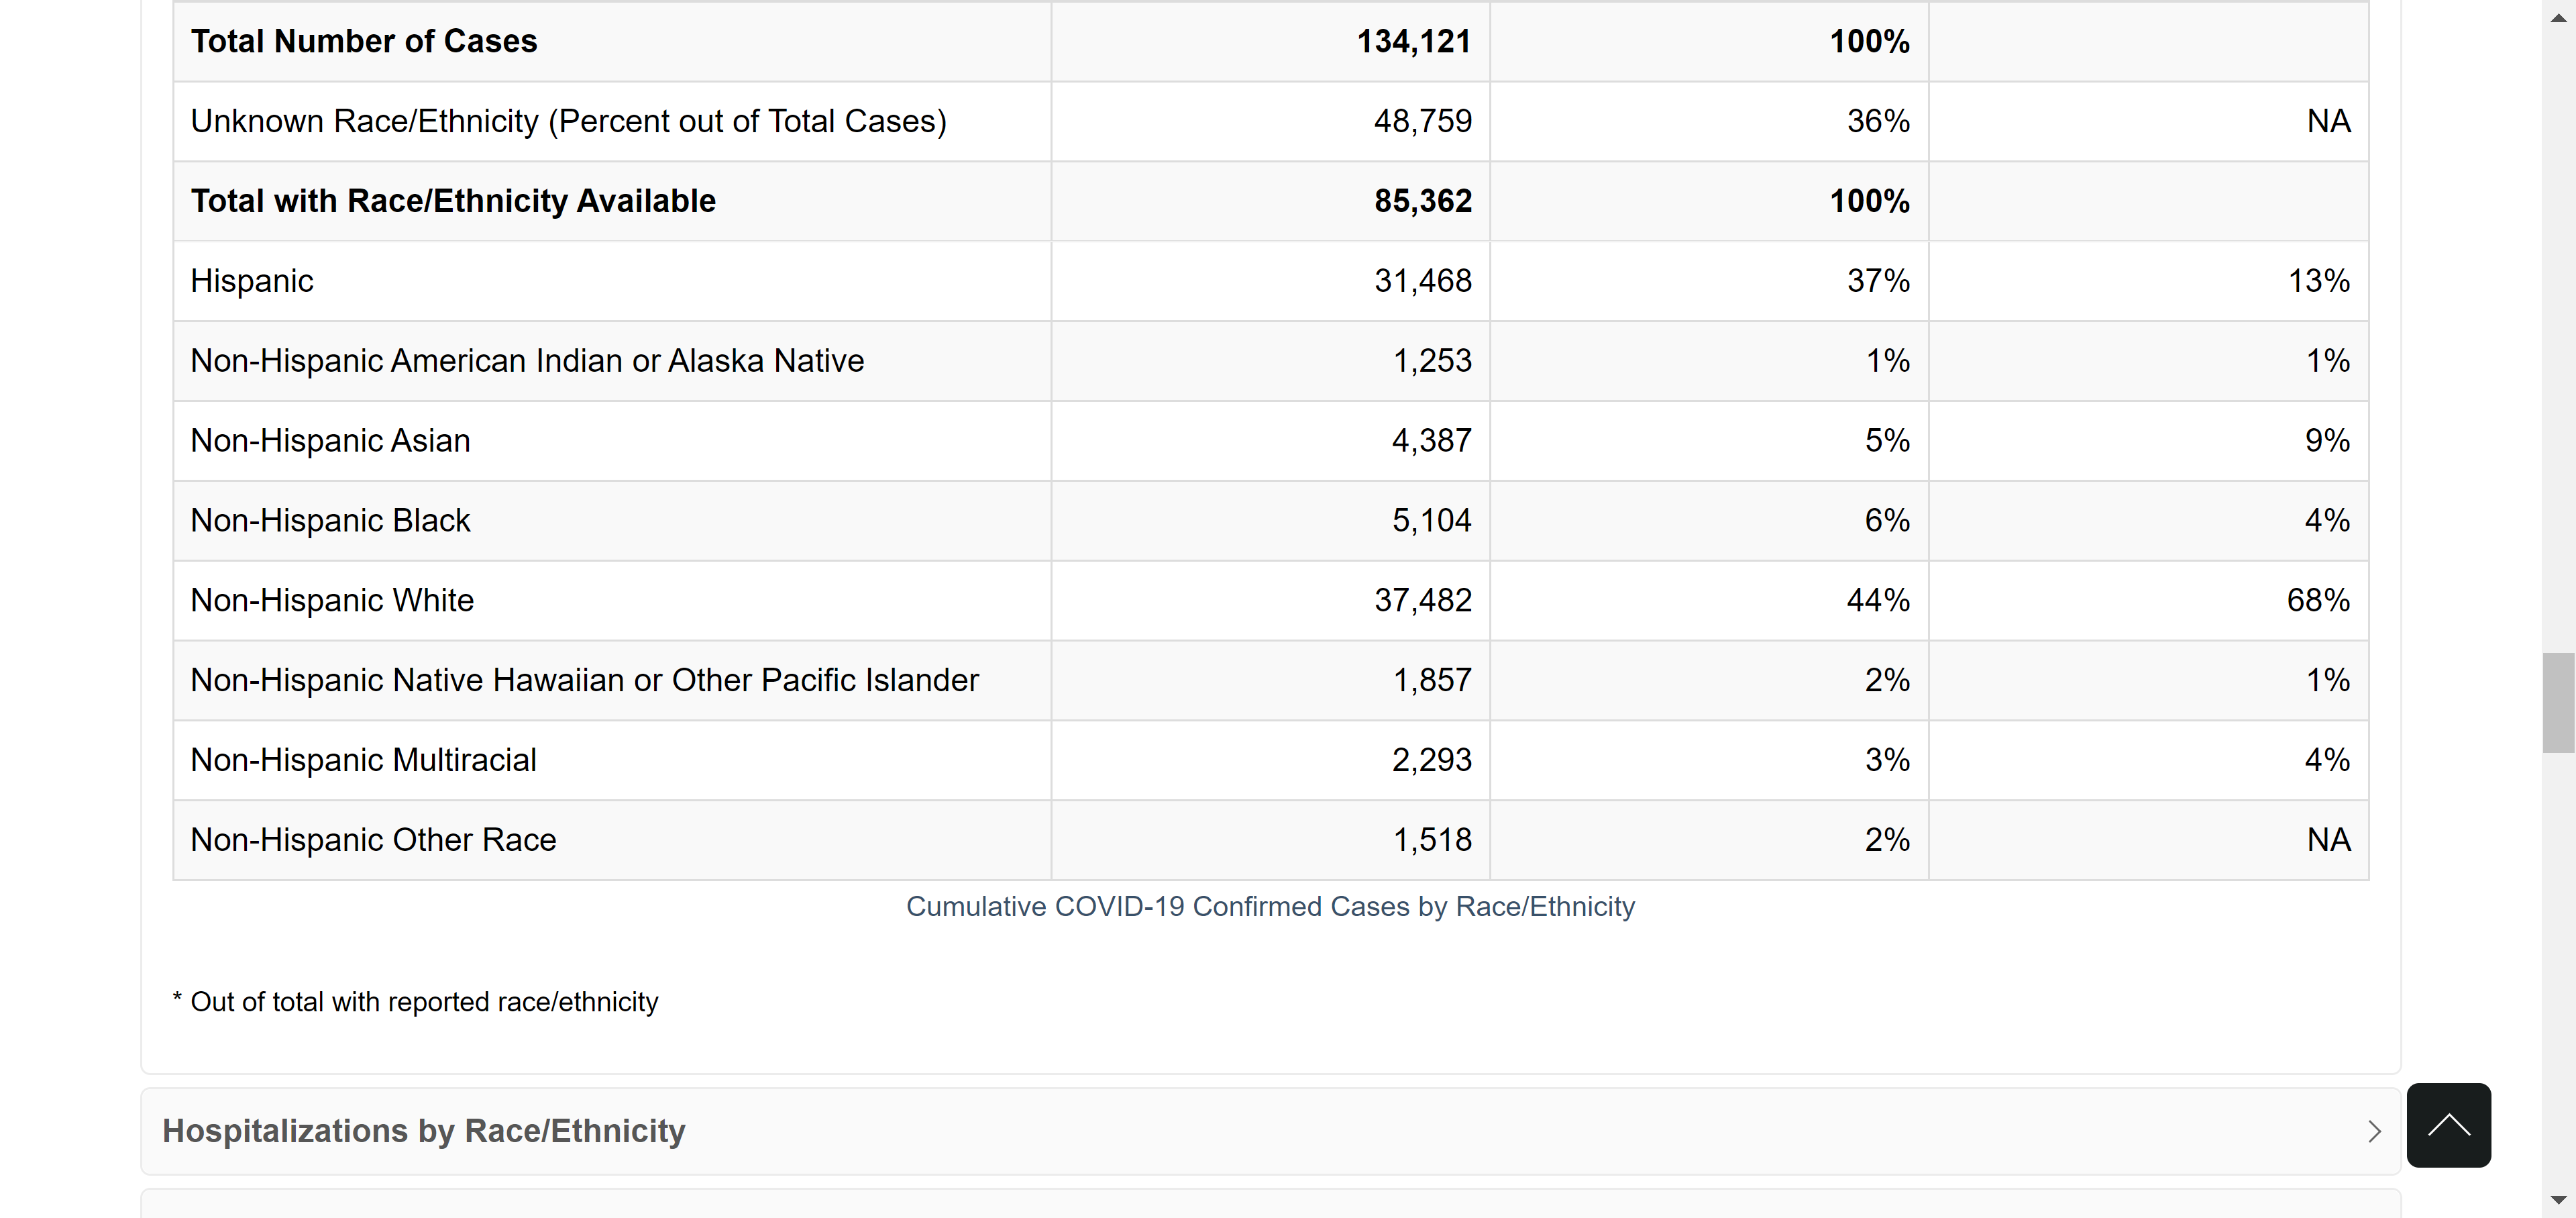 Total Number of Cases 134,121 100%
Unknown Race/Ethnicity (Percent out of Total Cases) 48,759 36% NA
Total with Race/Ethnicity Available 85,362 100%
Hispanic 31,468 37% 13%
Non-Hispanic American Indian or Alaska Native 1,253 1% 1%
Non-Hispanic Asian 4,387 5% 9%
Non-Hispanic Black 5,104 6% 4%
Non-Hispanic White 37,482 44% 68%
Non-Hispanic Native Hawaiian or Other Pacific Islander 1,857 2% 1%
Non-Hispanic Multiracial 2,293 3% 4%
Non-Hispanic Other Race 1,518 2% NA
Cumulative COVID-19 Confirmed Cases by Race/Ethnicity
* Out of total with reported race/ethnicity
Hospitalizations by Race/Ethnicity